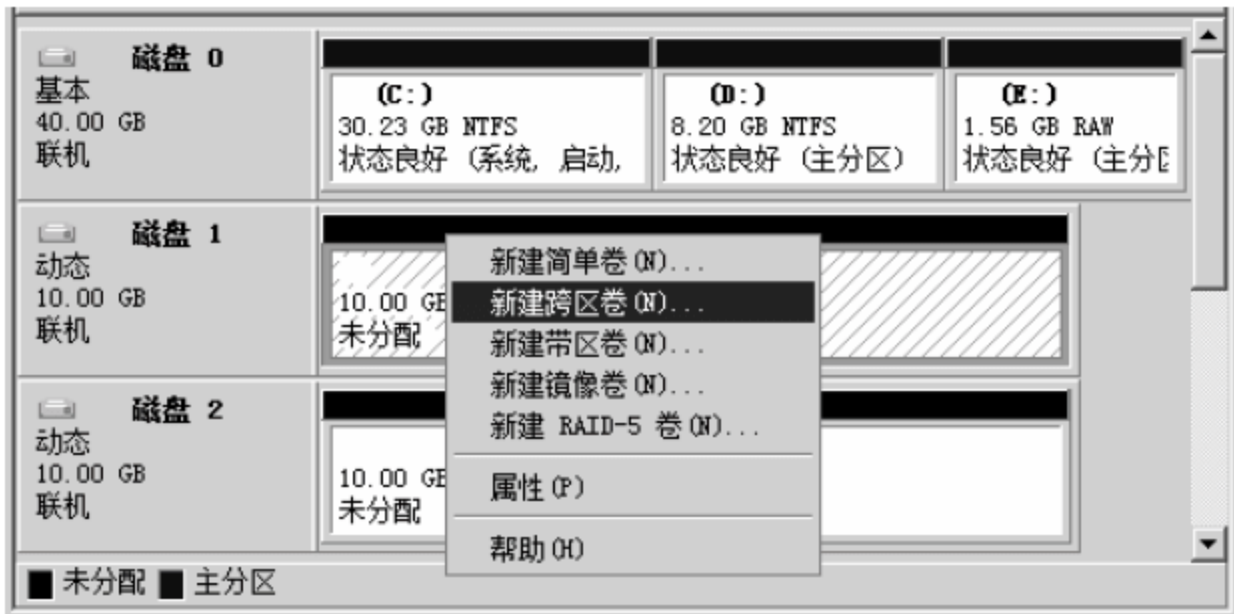 磁盘 0
基本
40.00 GB
联机
(C:)
30.23 GB NTFS
状态良好 (系统, 启动,
(D:)
8.20 GB NTFS
状态良好 (主分区)
(E:)
1.56 GB RAW
状态良好 (主分区
磁盘 1
动态
10.00 GB
联机
10.00 GB
未分配
新建简单卷(N)...
新建跨区卷(N)...
新建带区卷(N)...
新建镜像卷(N)...
新建 RAID-5 卷(N)...
属性(P)
帮助(H)
磁盘 2
动态
10.00 GB
联机
10.00 GB
未分配
未分配 主分区